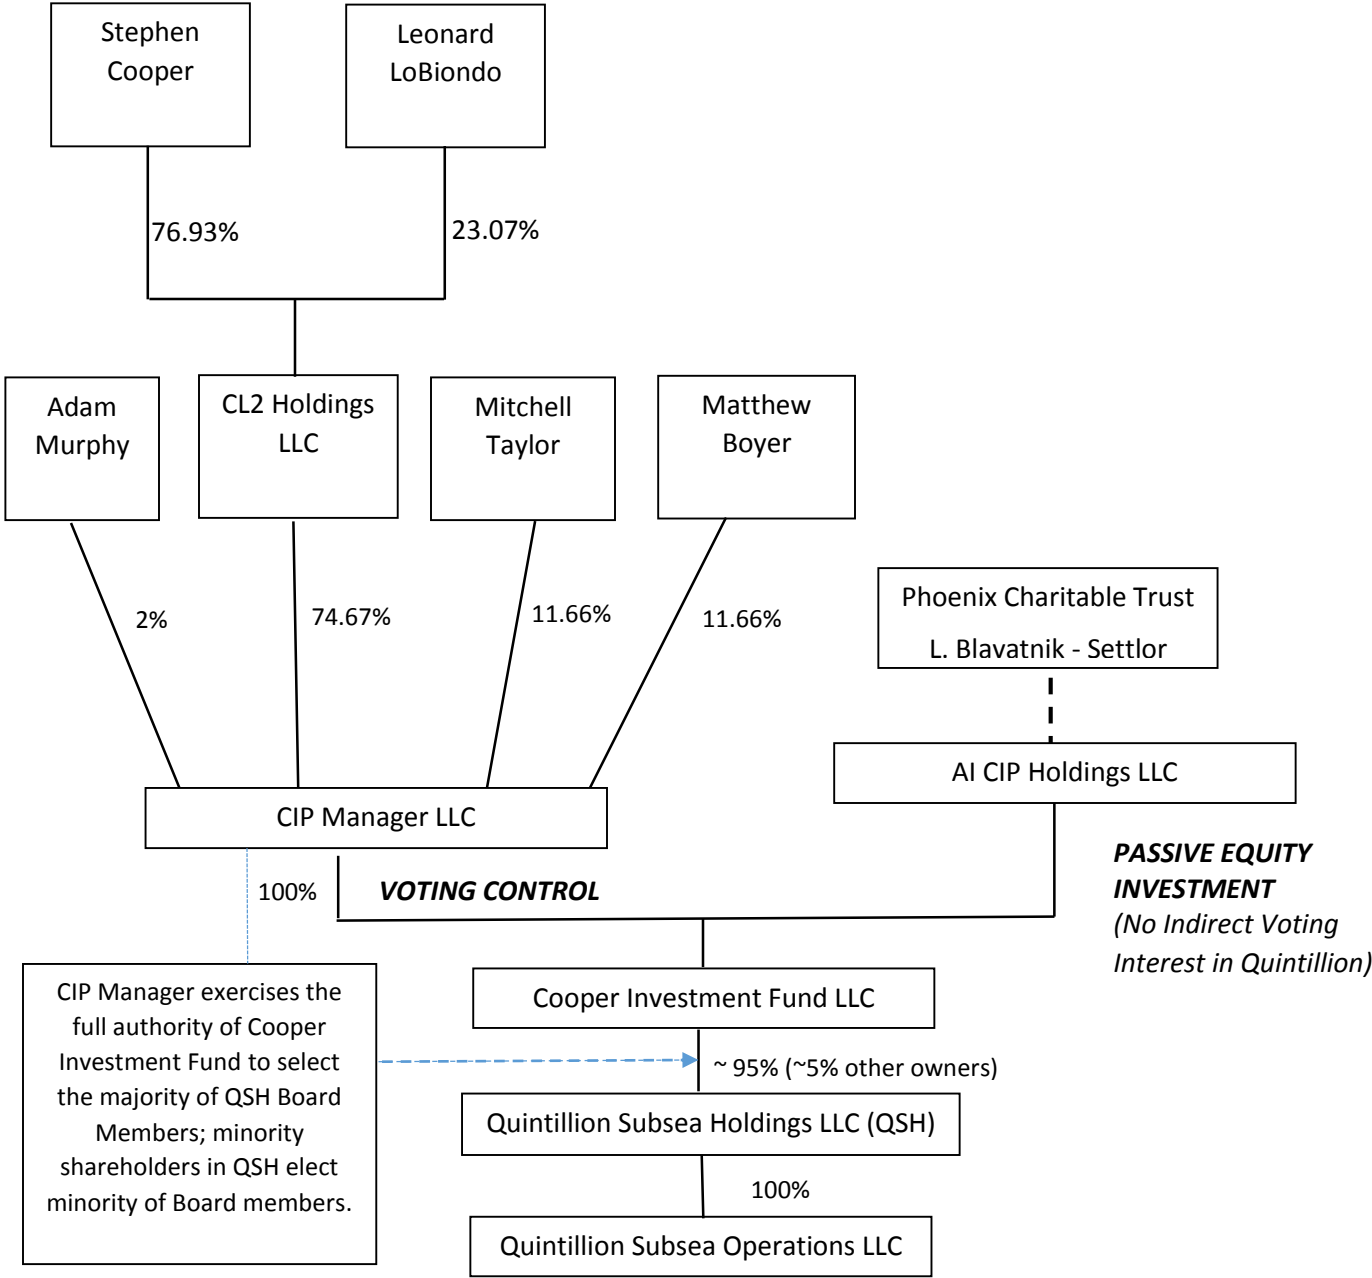 Stephen
Cooper
Leonard
LoBiondo
76.93%
23.07%
Adam
Murphy
CL2 Holdings
LLC
Mitchell
Taylor
Matthew
Boyer
2%
74.67%
11.66%
11.66%
Phoenix Charitable Trust
L. Blavatnik - Settlor
AI CIP Holdings LLC
CIP Manager LLC
100%
VOTING CONTROL
PASSIVE EQUITY
INVESTMENT
(No Indirect Voting
Interest in Quintillion)
CIP Manager exercises the
full authority of Cooper
Investment Fund to select
the majority of QSH Board
Members; minority
shareholders in QSH elect
minority of Board members.
Cooper Investment Fund LLC
~ 95% (~5% other owners)
Quintillion Subsea Holdings LLC (QSH)
100%
Quintillion Subsea Operations LLC